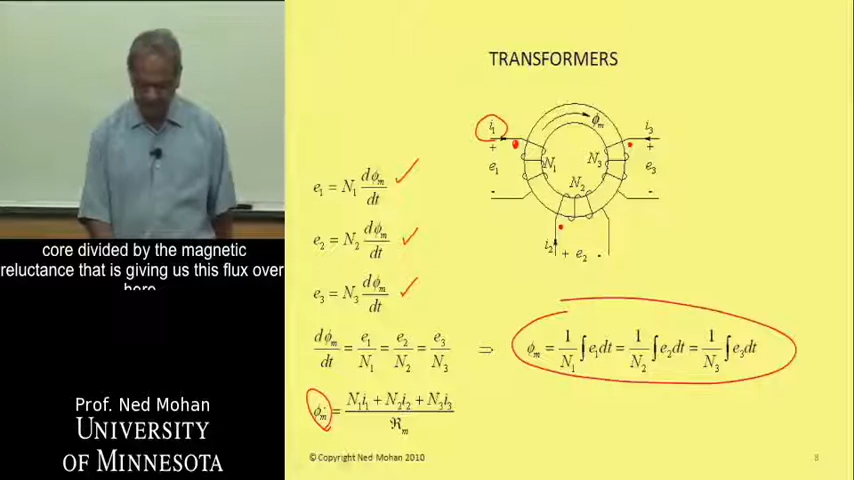 TRANSFORMERS
i₁
ϕₘ
i₃
+
+
e₁
N₁
N₃
e₃
N₂
-
-
i₂
+ e₂ -
e₁ = N₁ dϕₘ/dt
e₂ = N₂ dϕₘ/dt
e₃ = N₃ dϕₘ/dt
dϕₘ/dt = e₁/N₁ = e₂/N₂ = e₃/N₃ ⇒ ϕₘ = 1/N₁ ∫e₁dt = 1/N₂ ∫e₂dt = 1/N₃ ∫e₃dt
ϕₘ = (N₁i₁ + N₂i₂ + N₃i₃)/ℜₘ
© Copyright Ned Mohan 2010
8
core divided by the magnetic
reluctance that is giving us this flux over
here
Prof. Ned Mohan
UNIVERSITY
OF MINNESOTA